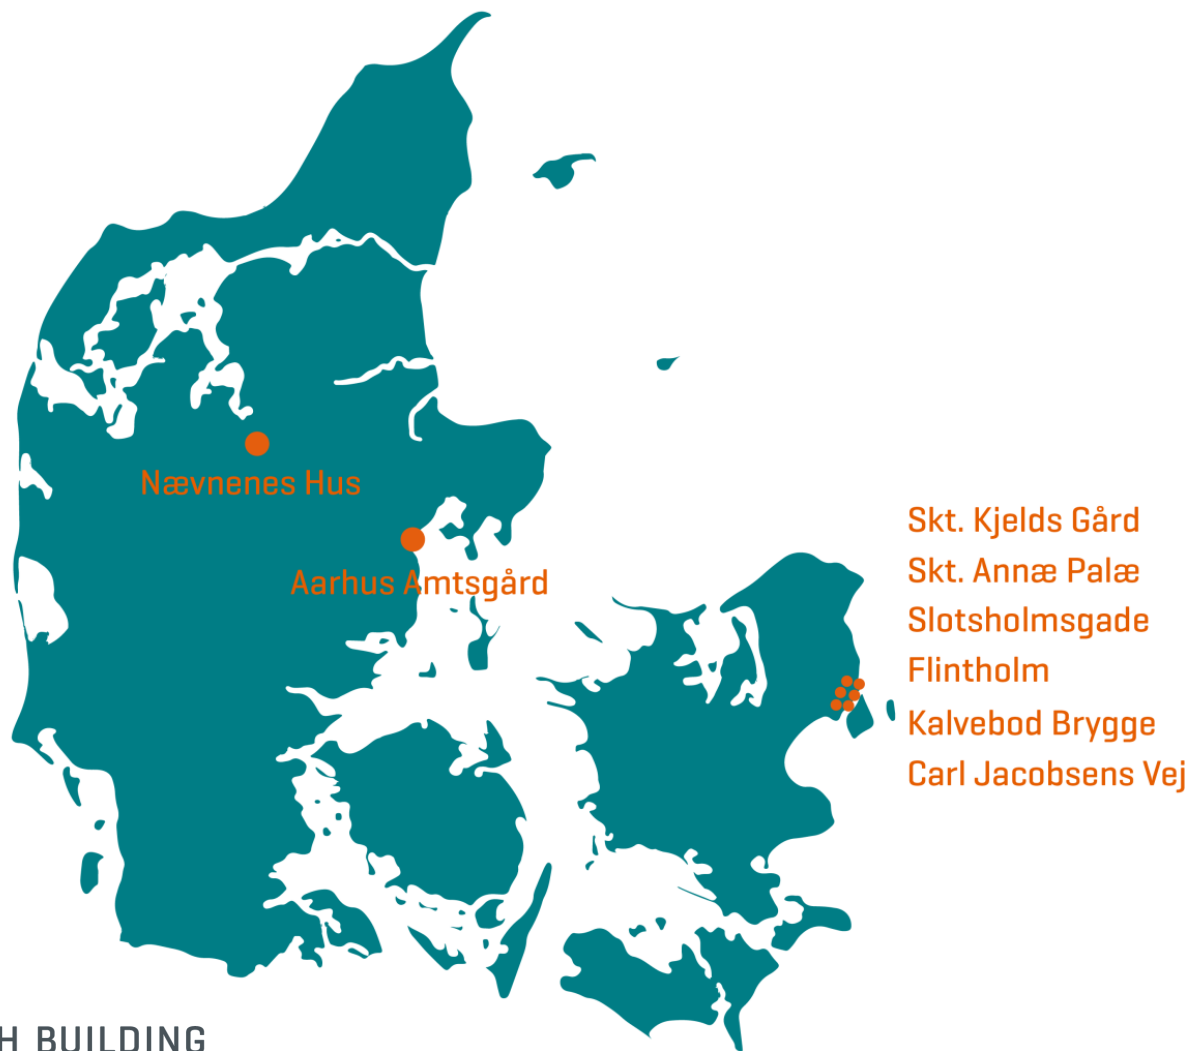 Nævnenes Hus
Aarhus Amtsgård
Skt. Kjelds Gård
Skt. Annæ Palæ
Slotsholmsgade
Flintholm
Kalvebod Brygge
Carl Jacobsens Vej
H BUILDING